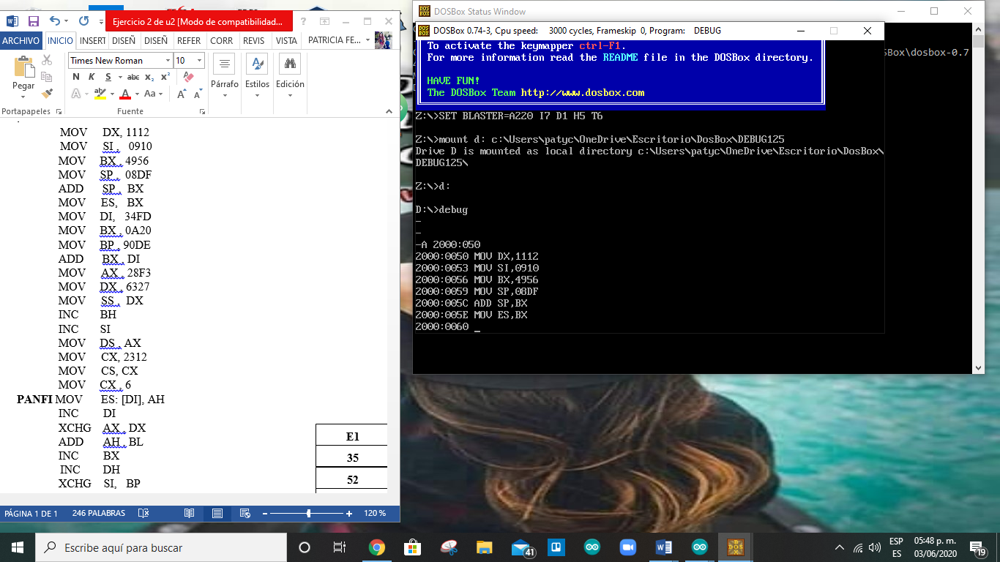 Ejercicio 2 de u2 [Modo de compatibilidad...
ARCHIVO INICIO INSERT DISEÑ DISEÑ REFER CORR REVIS VISTA PATRICIA FE...
Times New Roman 10
N K S abc x₂ x²
A ab A Aa A A
Pegar
Párrafo Estilos Edición
Portapapeles Fuente
MOV DX, 1112
MOV SI , 0910
MOV BX , 4956
MOV SP , 08DF
ADD SP , BX
MOV ES, BX
MOV DI, 34FD
MOV BX , 0A20
MOV BP , 90DE
ADD BX , DI
MOV AX , 28F3
MOV DX , 6327
MOV SS , DX
INC BH
INC SI
MOV DS , AX
MOV CX, 2312
MOV CS, CX
MOV CX , 6
PANFI MOV ES: [DI], AH
INC DI
XCHG AX , DX
ADD AH , BL
INC BX
INC DH
XCHG SI, BP
E1
35
52
PÁGINA 1 DE 1 246 PALABRAS 120 %
DOSBox Status Window
SBox\dosbox-0.7
DOSBox 0.74-3, Cpu speed: 3000 cycles, Frameskip 0, Program: DEBUG
To activate the keymapper ctrl-F1.
For more information read the README file in the DOSBox directory.
HAVE FUN!
The DOSBox Team http://www.dosbox.com
Z:\>SET BLASTER=A220 I7 D1 H5 T6
Z:\>mount d: c:\Users\patyc\OneDrive\Escritorio\DosBox\DEBUG125
Drive D is mounted as local directory c:\Users\patyc\OneDrive\Escritorio\DosBox\
DEBUG125\
Z:\>d:
D:\>debug
-
-
-A 2000:050
2000:0050 MOV DX,1112
2000:0053 MOV SI,0910
2000:0056 MOV BX,4956
2000:0059 MOV SP,08DF
2000:005C ADD SP,BX
2000:005E MOV ES,BX
2000:0060 _
Escribe aquí para buscar
41
ESP
ES
05:48 p. m.
03/06/2020
19